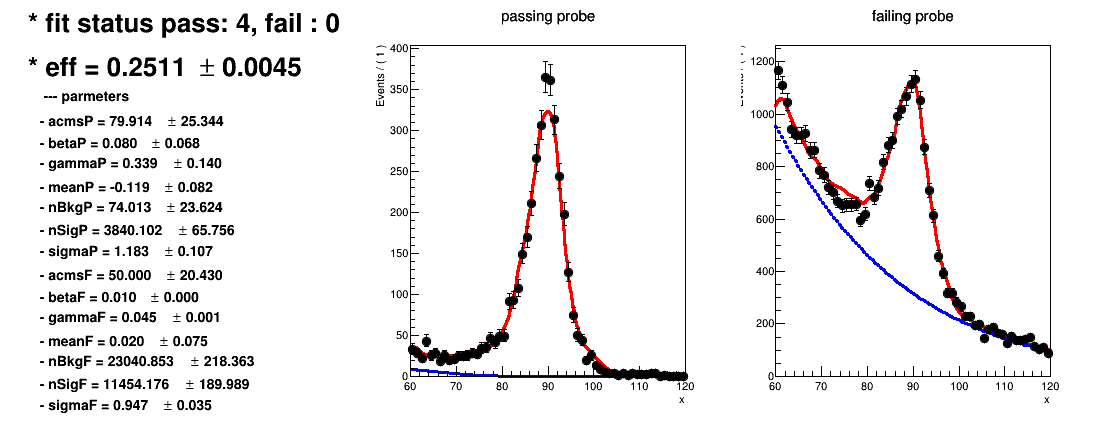 * fit status pass: 4, fail : 0
* eff = 0.2511 ± 0.0045
--- parmeters
- acmsP = 79.914 ± 25.344
- betaP = 0.080 ± 0.068
- gammaP = 0.339 ± 0.140
- meanP = -0.119 ± 0.082
- nBkgP = 74.013 ± 23.624
- nSigP = 3840.102 ± 65.756
- sigmaP = 1.183 ± 0.107
- acmsF = 50.000 ± 20.430
- betaF = 0.010 ± 0.000
- gammaF = 0.045 ± 0.001
- meanF = 0.020 ± 0.075
- nBkgF = 23040.853 ± 218.363
- nSigF = 11454.176 ± 189.989
- sigmaF = 0.947 ± 0.035
passing probe
Events / ( 1 )
400
350
300
250
200
150
100
50
0
60 70 80 90 100 110 120
x
failing probe
Events / ( 1 )
1200
1000
800
600
400
200
0
60 70 80 90 100 110 120
x